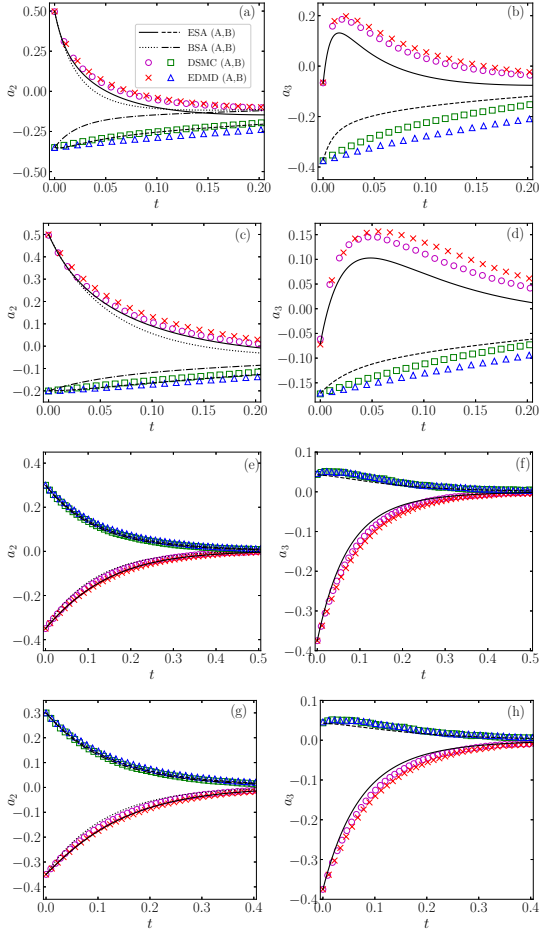 (a)
ESA (A,B)
BSA (A,B)
DSMC (A,B)
EDMD (A,B)
a₂
0.50
0.25
0.00
−0.25
−0.50
0.00 0.05 0.10 0.15 0.20
t
(b)
a₃
0.2
0.0
−0.2
−0.4
0.00 0.05 0.10 0.15 0.20
t
(c)
a₂
0.5
0.4
0.3
0.2
0.1
0.0
−0.1
−0.2
0.00 0.05 0.10 0.15 0.20
t
(d)
a₃
0.15
0.10
0.05
0.00
−0.05
−0.10
−0.15
0.00 0.05 0.10 0.15 0.20
t
(e)
a₂
0.4
0.2
0.0
−0.2
−0.4
0.0 0.1 0.2 0.3 0.4 0.5
t
(f)
a₃
0.1
0.0
−0.1
−0.2
−0.3
−0.4
0.0 0.1 0.2 0.3 0.4 0.5
t
(g)
a₂
0.3
0.2
0.1
0.0
−0.1
−0.2
−0.3
−0.4
0.0 0.1 0.2 0.3 0.4
t
(h)
a₃
0.1
0.0
−0.1
−0.2
−0.3
−0.4
0.0 0.1 0.2 0.3 0.4
t